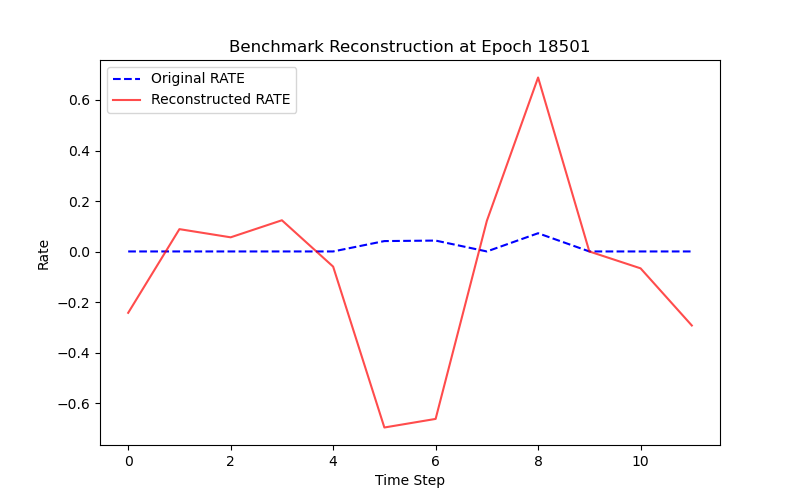 Benchmark Reconstruction at Epoch 18501
Original RATE
Reconstructed RATE
0.6
0.4
0.2
0.0
−0.2
−0.4
−0.6
Rate
0 2 4 6 8 10
Time Step